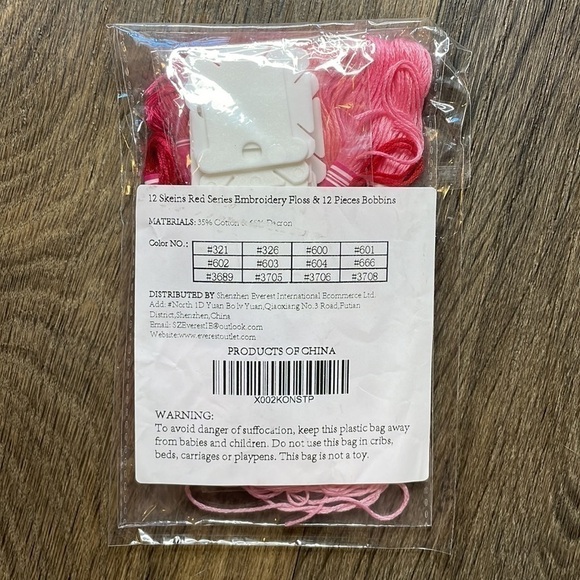 12 Skeins Red Series Embroidery Floss & 12 Pieces Bobbins
MATERIALS: 35% Cotton & Dacron
Color NO.:
#321 #326 #600 #601
#602 #603 #604 #666
#3689 #3705 #3706 #3708
DISTRIBUTED BY Shenzhen Everest International Ecommerce Ltd.
Add: #North 1D Yuan Bo Iv Yuan,Qiaoxiang No.3 Road,Futian
District,Shenzhen,China
Email: SZEverestIE@outlook.com
Website:www.everestoutlet.com
PRODUCTS OF CHINA
X002KONSTP
WARNING:
To avoid danger of suffocation, keep this plastic bag away
from babies and children. Do not use this bag in cribs,
beds, carriages or playpens. This bag is not a toy.